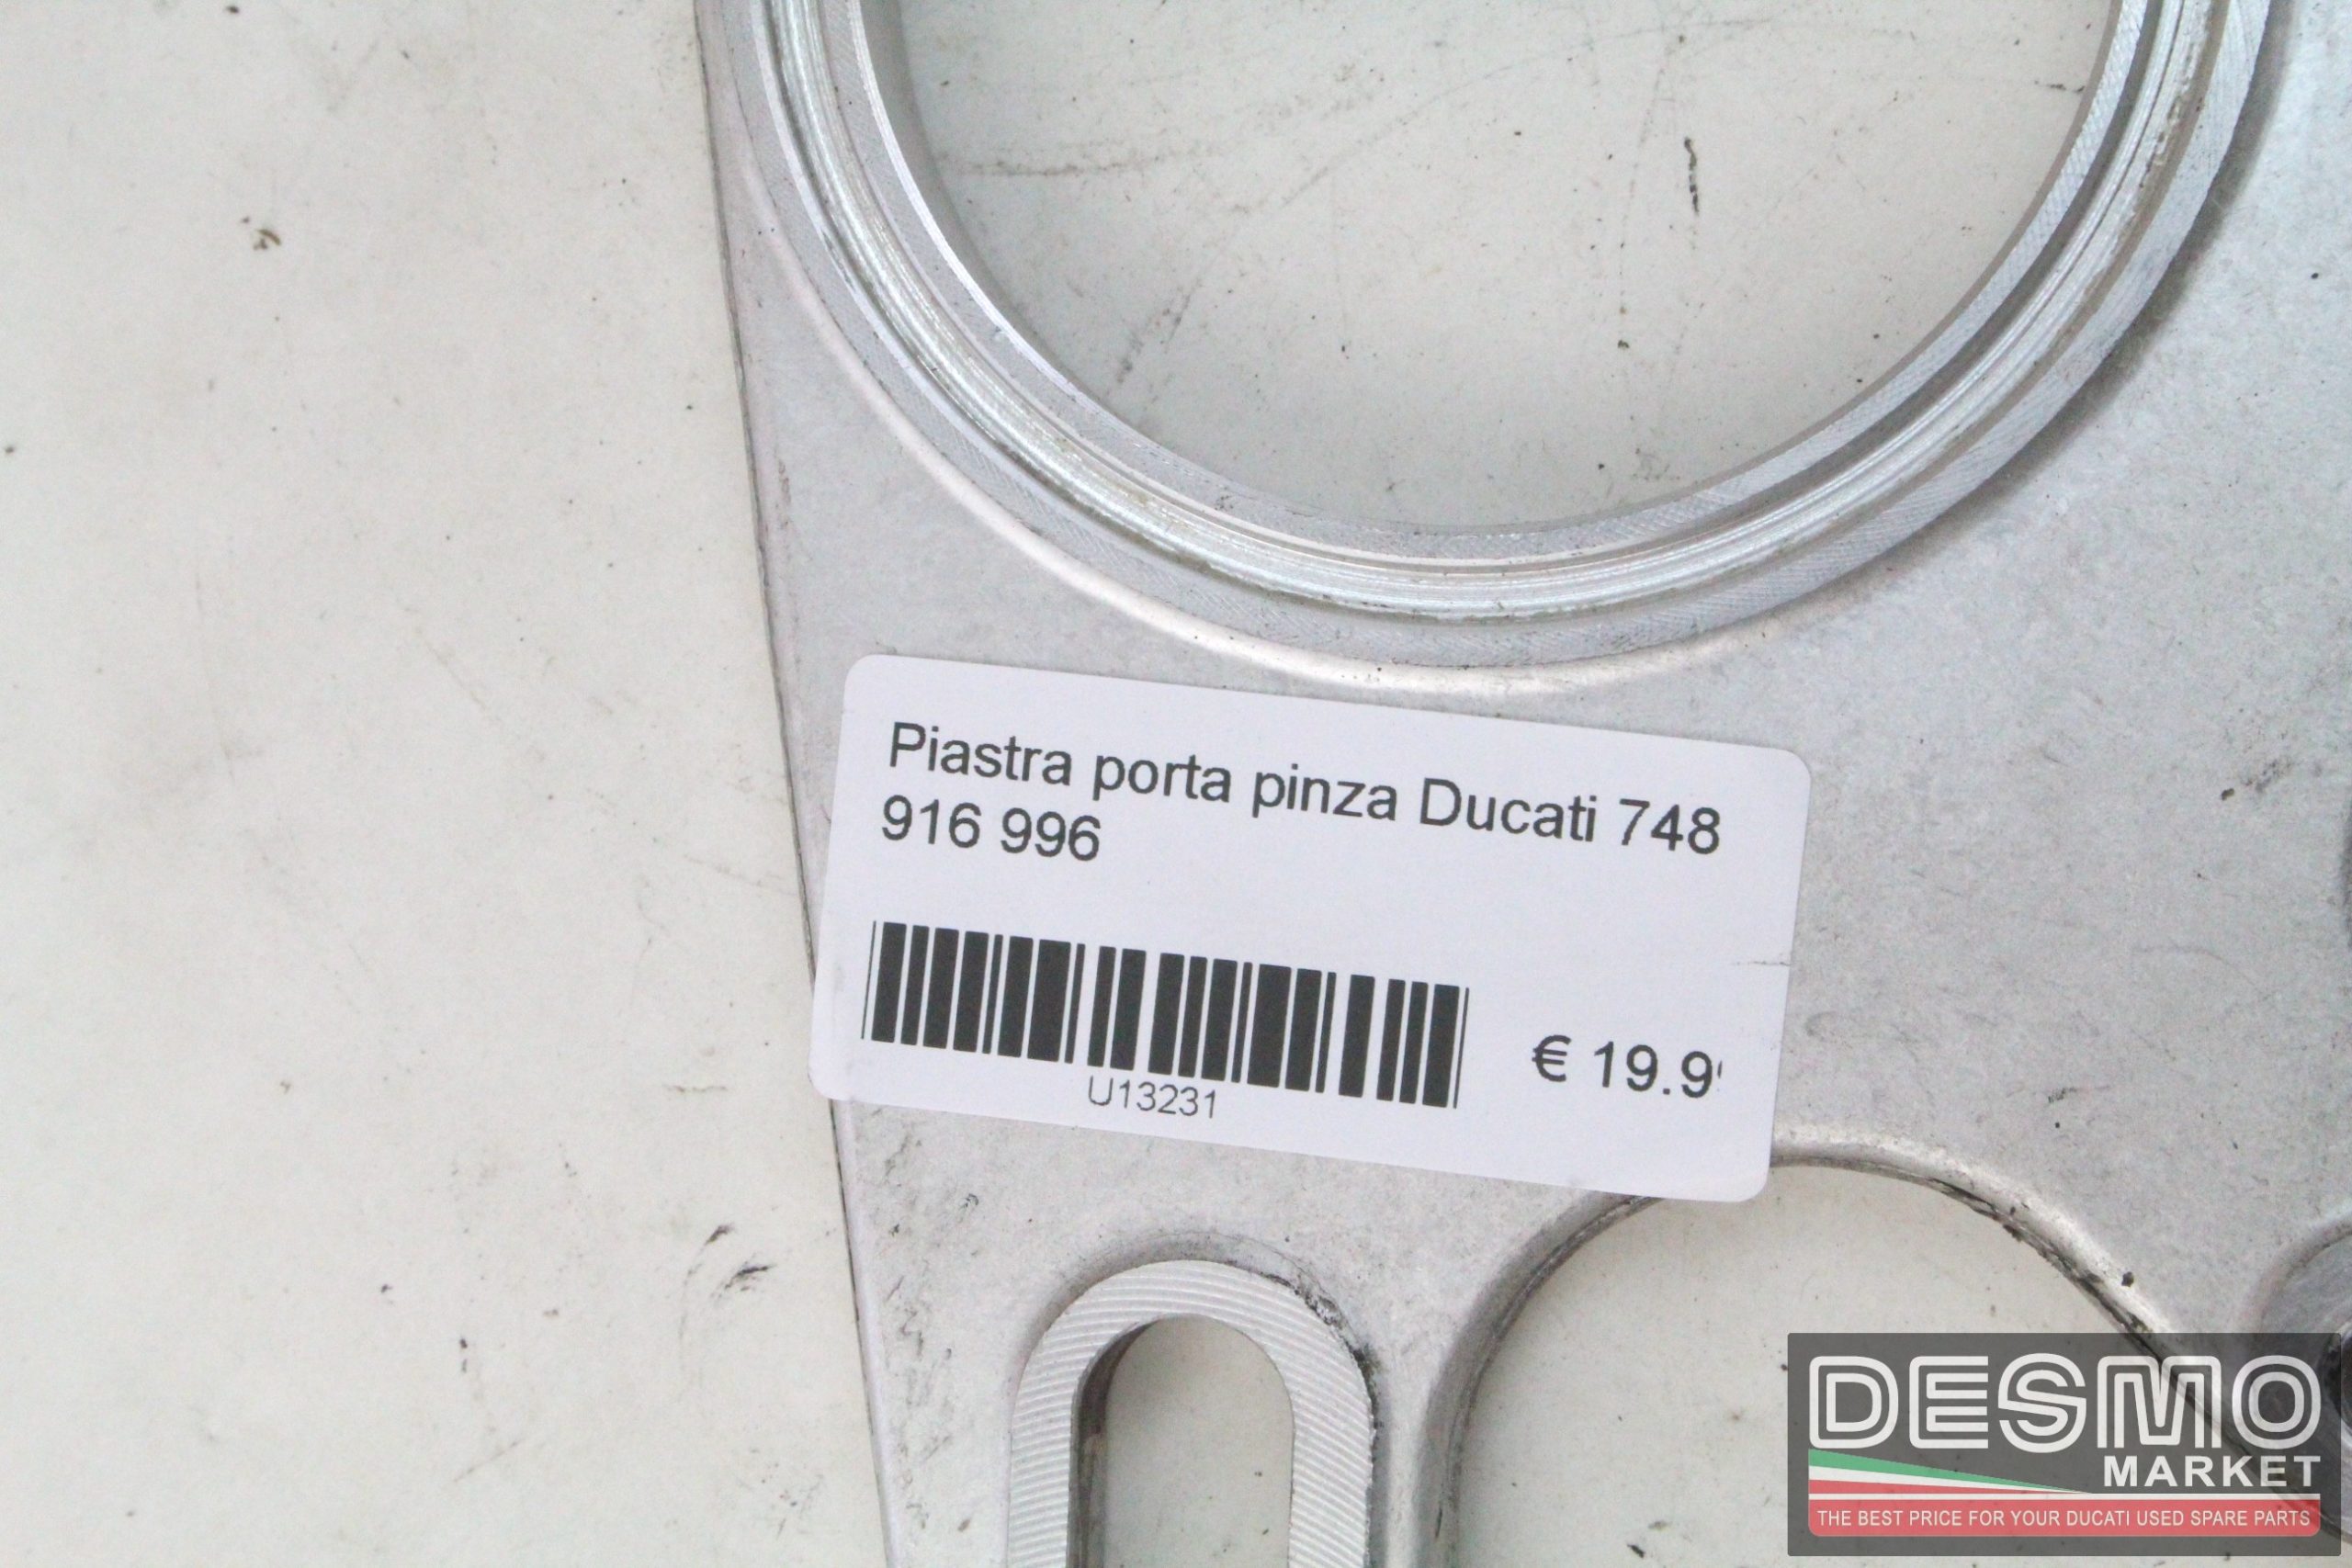 Piastra porta pinza Ducati 748
916 996
U13231
€ 19.9
DESMO
MARKET
THE BEST PRICE FOR YOUR DUCATI USED SPARE PARTS